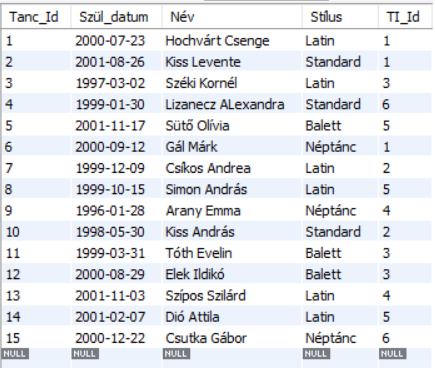 Tanc_Id Szül_datum Név Stílus TI_Id
1 2000-07-23 Hochvárt Csenge Latin 1
2 2001-08-26 Kiss Levente Standard 1
3 1997-03-02 Széki Kornél Latin 3
4 1999-01-30 Lizanecz ALexandra Standard 6
5 2001-11-17 Sütő Olívia Balett 5
6 2000-09-12 Gál Márk Néptánc 1
7 1999-12-09 Csíkos Andrea Latin 2
8 1999-10-15 Simon András Latin 5
9 1996-01-28 Arany Emma Néptánc 4
10 1998-05-30 Kiss András Standard 2
11 1999-03-31 Tóth Evelin Balett 3
12 2000-08-29 Elek Ildikó Balett 3
13 2001-11-03 Szípos Szilárd Latin 4
14 2001-02-07 Dió Attila Latin 5
15 2000-12-22 Csutka Gábor Néptánc 6
NULL NULL NULL NULL NULL